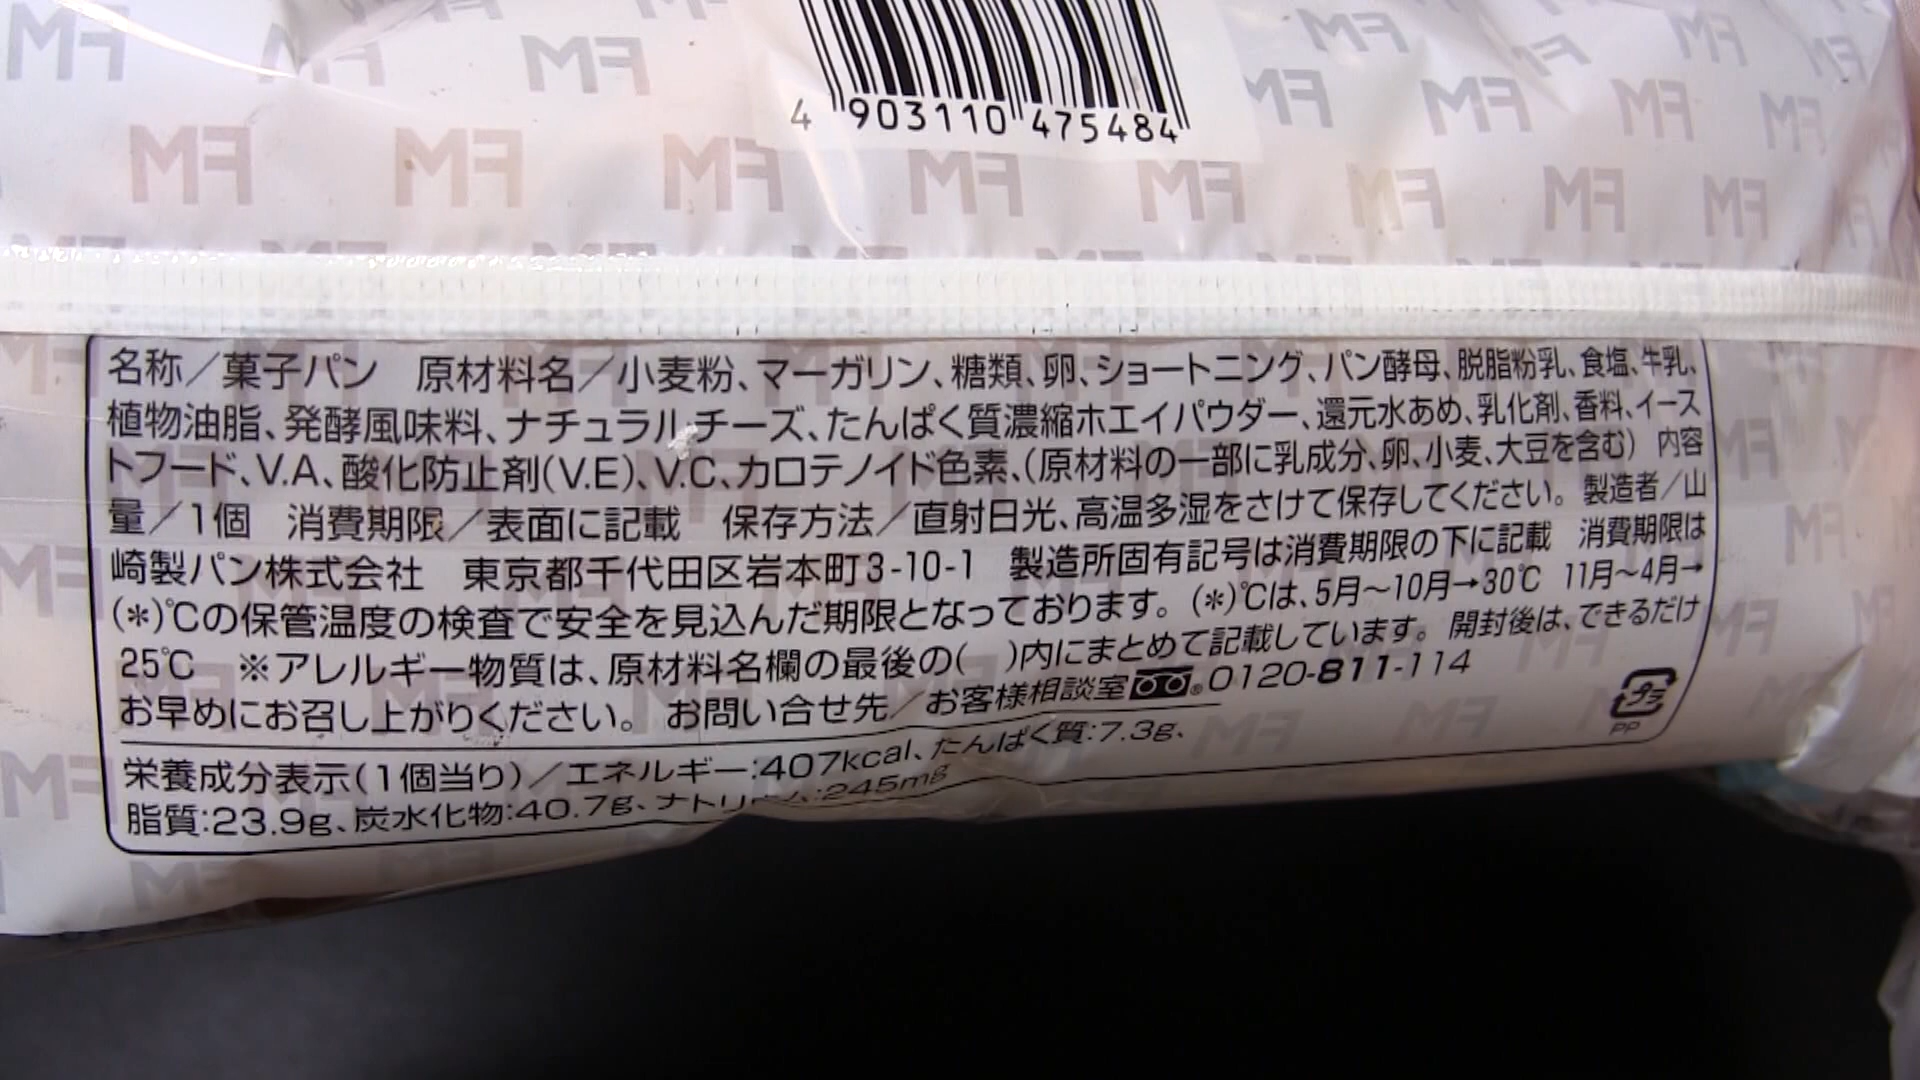 4 903110 475484
名称/菓子パン 原材料名/小麦粉、マーガリン、糖類、卵、ショートニング、パン酵母、脱脂粉乳、食塩、牛乳、
植物油脂、発酵風味料、ナチュラルチーズ、たんぱく質濃縮ホエイパウダー、還元水あめ、乳化剤、香料、イース
トフード、V.A、酸化防止剤(V.E)、V.C、カロテノイド色素、(原材料の一部に乳成分、卵、小麦、大豆を含む) 内容
量/1個 消費期限/表面に記載 保存方法/直射日光、高温多湿をさけて保存してください。 製造者/山
崎製パン株式会社 東京都千代田区岩本町3-10-1 製造所固有記号は消費期限の下に記載 消費期限は
(*)℃の保管温度の検査で安全を見込んだ期限となっております。(*)℃は、5月~10月→30℃ 11月~4月→
25℃ ※アレルギー物質は、原材料名欄の最後の( )内にまとめて記載しています。 開封後は、できるだけ
お早めにお召し上がりください。 お問い合せ先/お客様相談室 0120-811-114
プラ
PP
栄養成分表示(1個当り)/エネルギー:407kcal、たんぱく質:7.3g、
脂質:23.9g、炭水化物:40.7g、ナトリウム:245mg